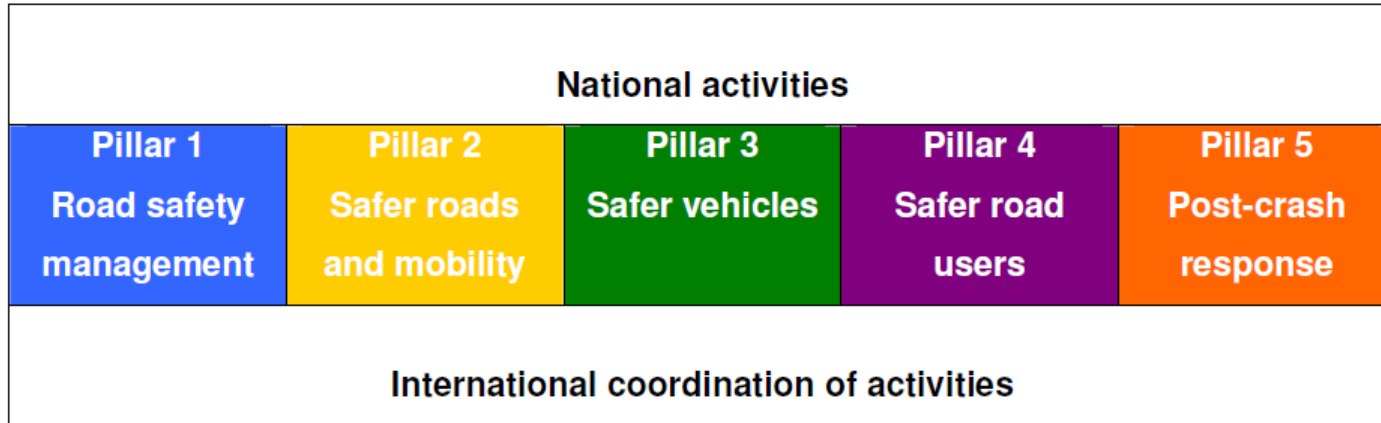 National activities
Pillar 1
Road safety
management
Pillar 2
Safer roads
and mobility
Pillar 3
Safer vehicles
Pillar 4
Safer road
users
Pillar 5
Post-crash
response
International coordination of activities